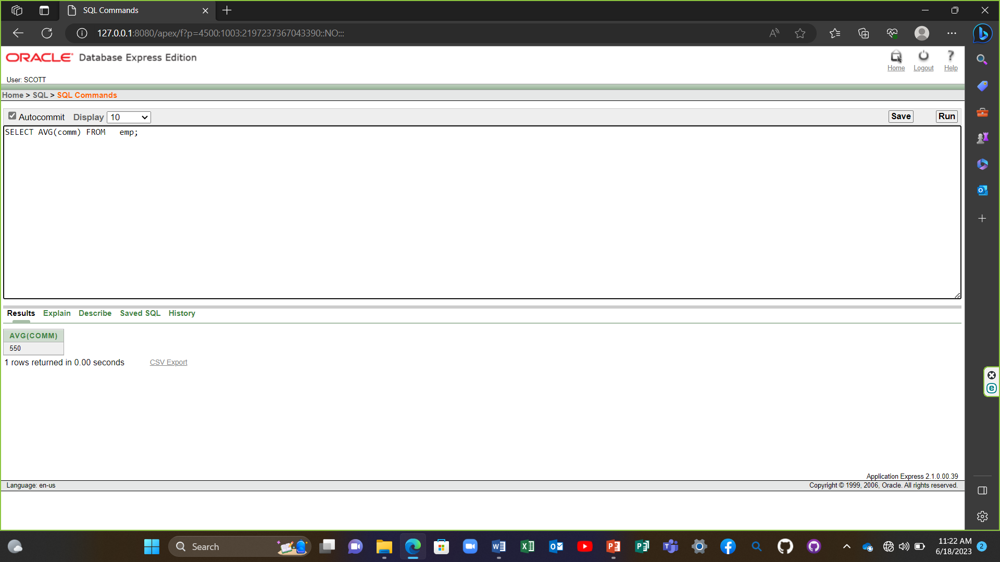 SQL Commands
127.0.0.1:8080/apex/f?p=4500:1003:2197237367043390::NO:::
ORACLE Database Express Edition
Home Logout Help
User: SCOTT
Home > SQL > SQL Commands
Autocommit Display 10 Save Run
SELECT AVG(comm) FROM   emp;
Results Explain Describe Saved SQL History
AVG(COMM)
550
1 rows returned in 0.00 seconds CSV Export
Application Express 2.1.0.00.39
Language: en-us Copyright © 1999, 2006, Oracle. All rights reserved.
Search
11:22 AM
6/18/2023 2